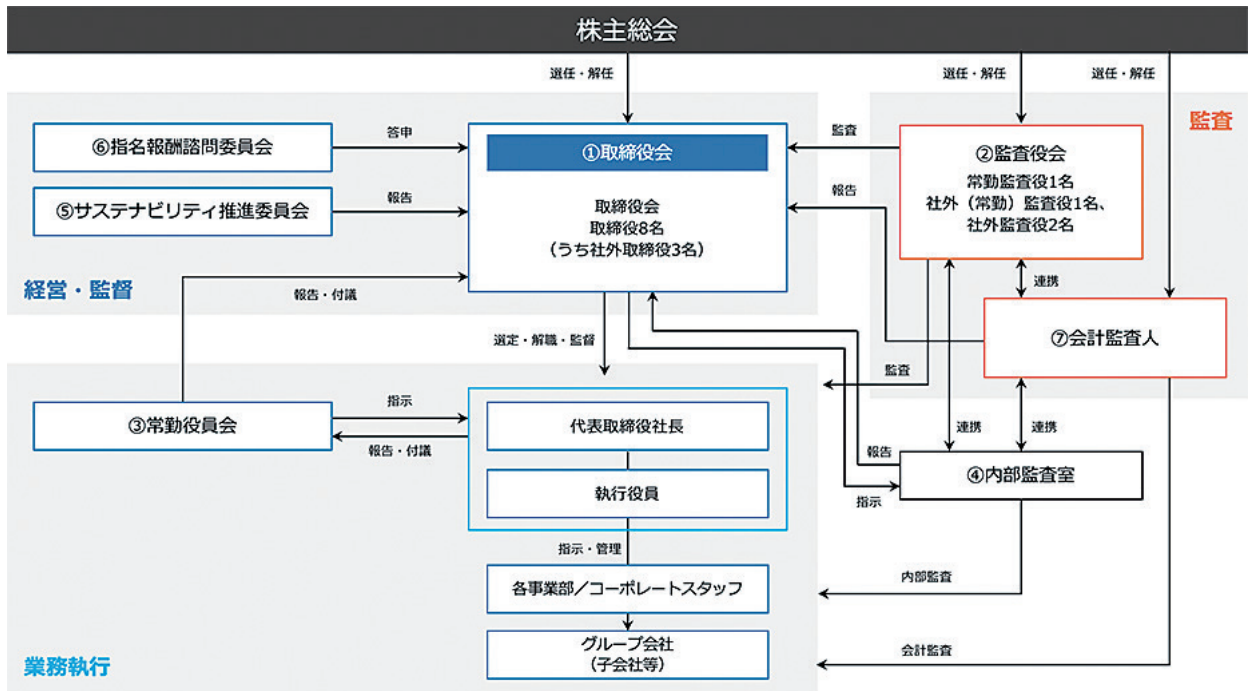 株主総会
選任・解任
選任・解任
選任・解任
監査
⑥指名報酬諮問委員会
答申
①取締役会
監査
②監査役会
常勤監査役1名
社外（常勤）監査役1名、
社外監査役2名
⑤サステナビリティ推進委員会
報告
取締役会
取締役8名
（うち社外取締役3名）
報告
経営・監督
報告・付議
連携
⑦会計監査人
選定・解職・監督
監査
③常勤役員会
指示
報告・付議
代表取締役社長
連携
連携
報告
④内部監査室
執行役員
指示
指示・管理
各事業部／コーポレートスタッフ
内部監査
グループ会社
（子会社等）
会計監査
業務執行